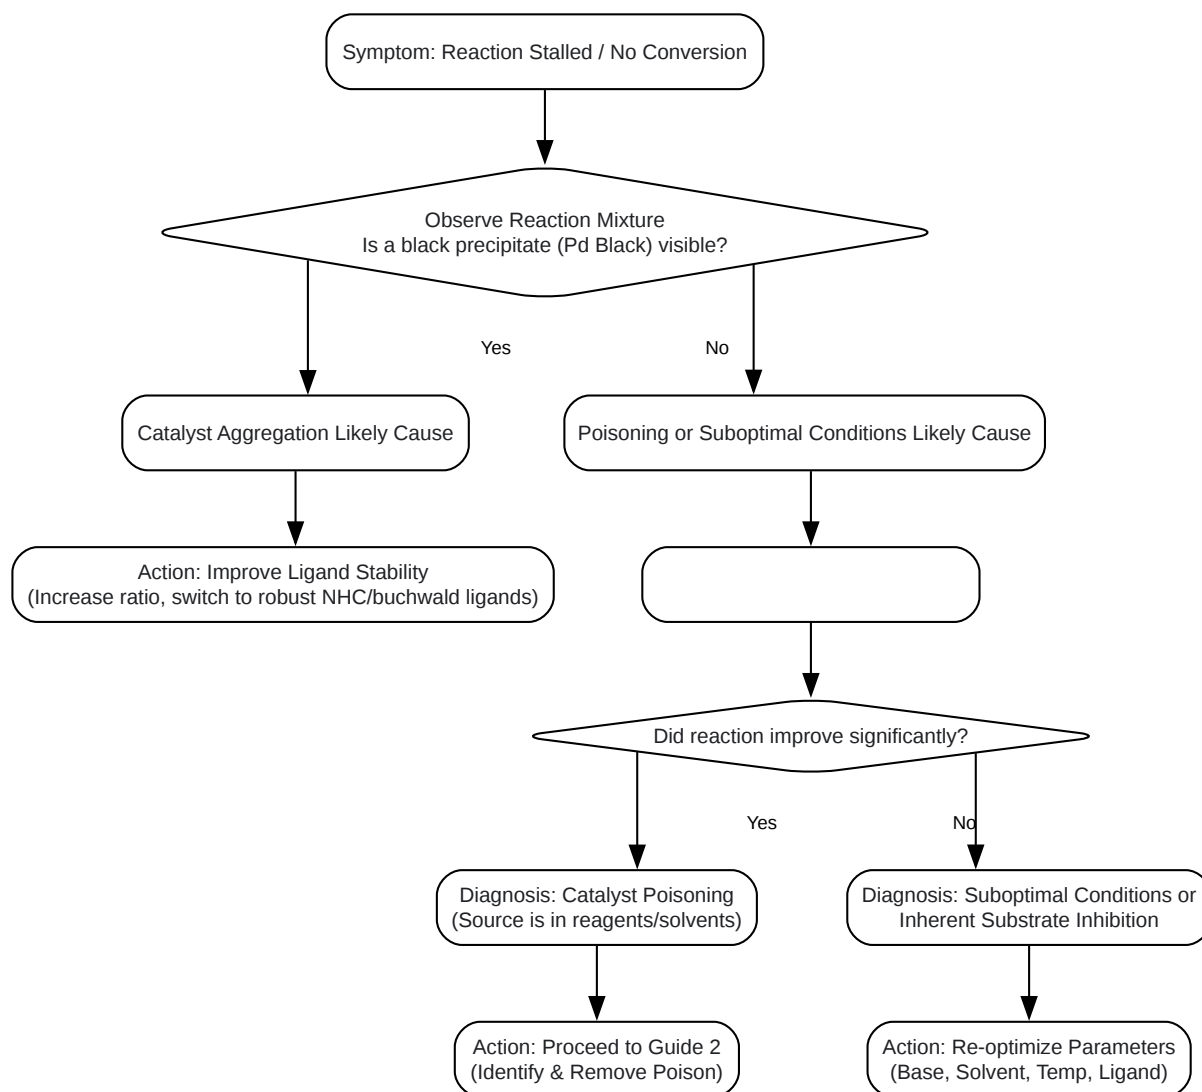 Symptom: Reaction Stalled / No Conversion
Observe Reaction Mixture
Is a black precipitate (Pd Black) visible?
Yes
No
Catalyst Aggregation Likely Cause
Poisoning or Suboptimal Conditions Likely Cause
Action: Improve Ligand Stability
(Increase ratio, switch to robust NHC/buchwald ligands)
Did reaction improve significantly?
Yes
No
Diagnosis: Catalyst Poisoning
(Source is in reagents/solvents)
Diagnosis: Suboptimal Conditions or
Inherent Substrate Inhibition
Action: Proceed to Guide 2
(Identify & Remove Poison)
Action: Re-optimize Parameters
(Base, Solvent, Temp, Ligand)